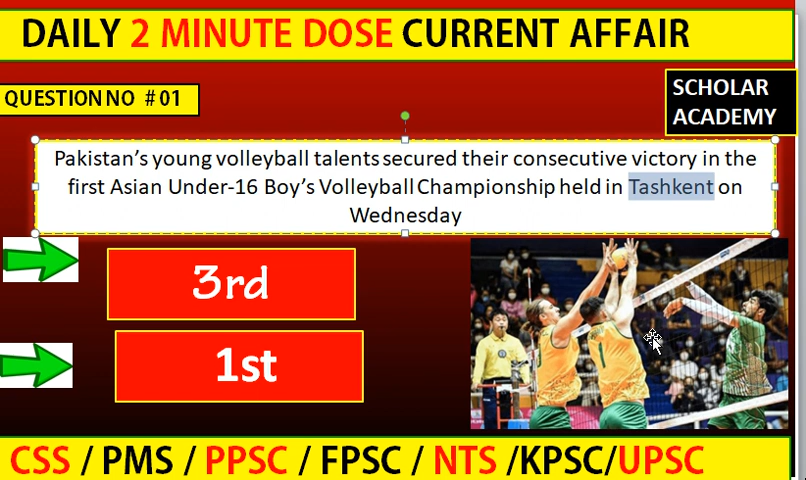 DAILY 2 MINUTE DOSE CURRENT AFFAIR
QUESTION NO # 01
SCHOLAR
ACADEMY
Pakistan's young volleyball talents secured their consecutive victory in the
first Asian Under-16 Boy's Volleyball Championship held in Tashkent on
Wednesday
3rd
1st
1
CSS / PMS / PPSC / FPSC / NTS /KPSC/UPSC